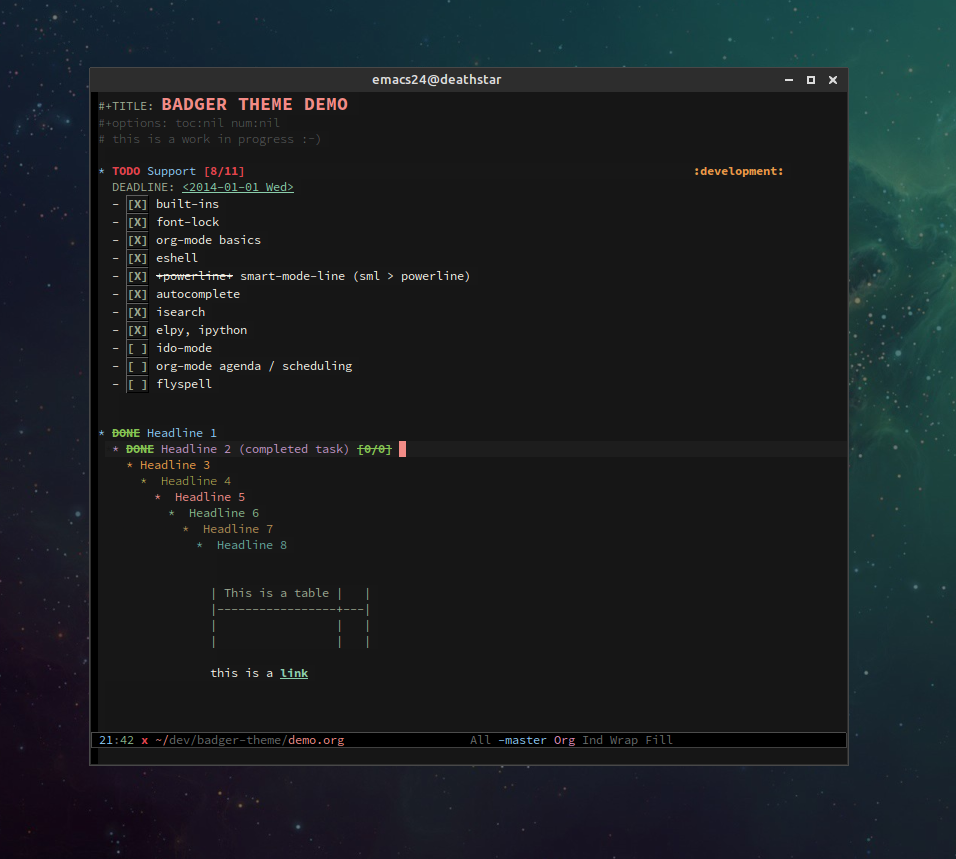 emacs24@deathstar
#+TITLE: BADGER THEME DEMO
#+options: toc:nil num:nil
# this is a work in progress :-)
* TODO Support [8/11] :development:
DEADLINE: <2014-01-01 Wed>
- [X] built-ins
- [X] font-lock
- [X] org-mode basics
- [X] eshell
- [X] +powerline+ smart-mode-line (sml > powerline)
- [X] autocomplete
- [X] isearch
- [X] elpy, ipython
- [ ] ido-mode
- [ ] org-mode agenda / scheduling
- [ ] flyspell
* DONE Headline 1
* DONE Headline 2 (completed task) [0/0]
* Headline 3
* Headline 4
* Headline 5
* Headline 6
* Headline 7
* Headline 8
| This is a table |   |
|-----------------+---|
|                 |   |
|                 |   |
this is a link
21:42 x ~/dev/badger-theme/demo.org All -master Org Ind Wrap Fill